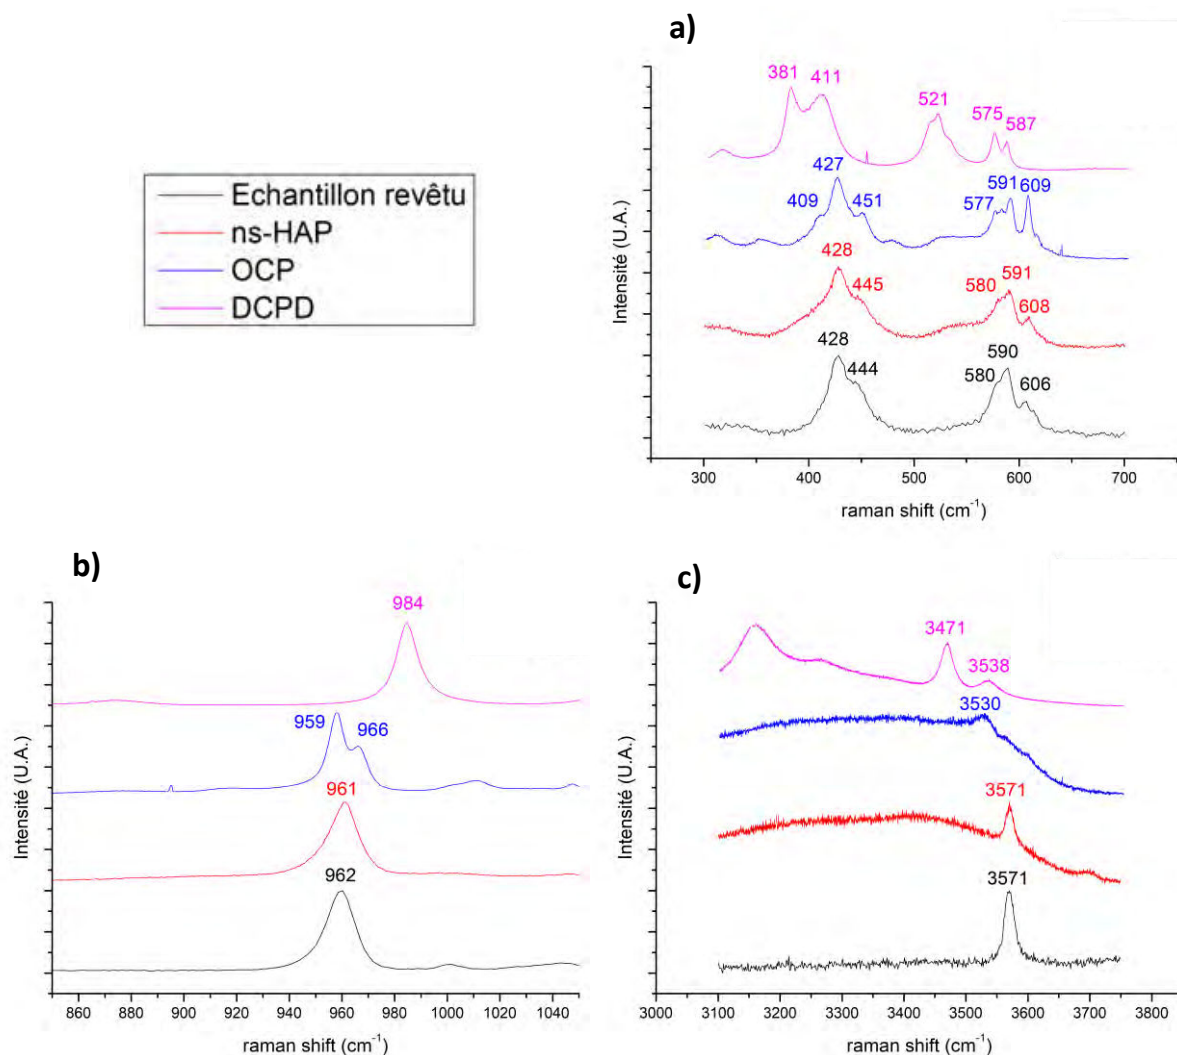 a)
381 411
521
575
587
427
409
451
577
591 609
428
445
580
591
608
428
444
580
590
606
Intensité (U.A.)
300 400 500 600 700
raman shift (cm⁻¹)
Echantillon revêtu
ns-HAP
OCP
DCPD
b)
984
959
966
961
962
Intensité (U.A.)
860 880 900 920 940 960 980 1000 1020 1040
raman shift (cm⁻¹)
c)
3471
3538
3530
3571
3571
Intensité (U.A.)
3000 3100 3200 3300 3400 3500 3600 3700 3800
raman shift (cm⁻¹)